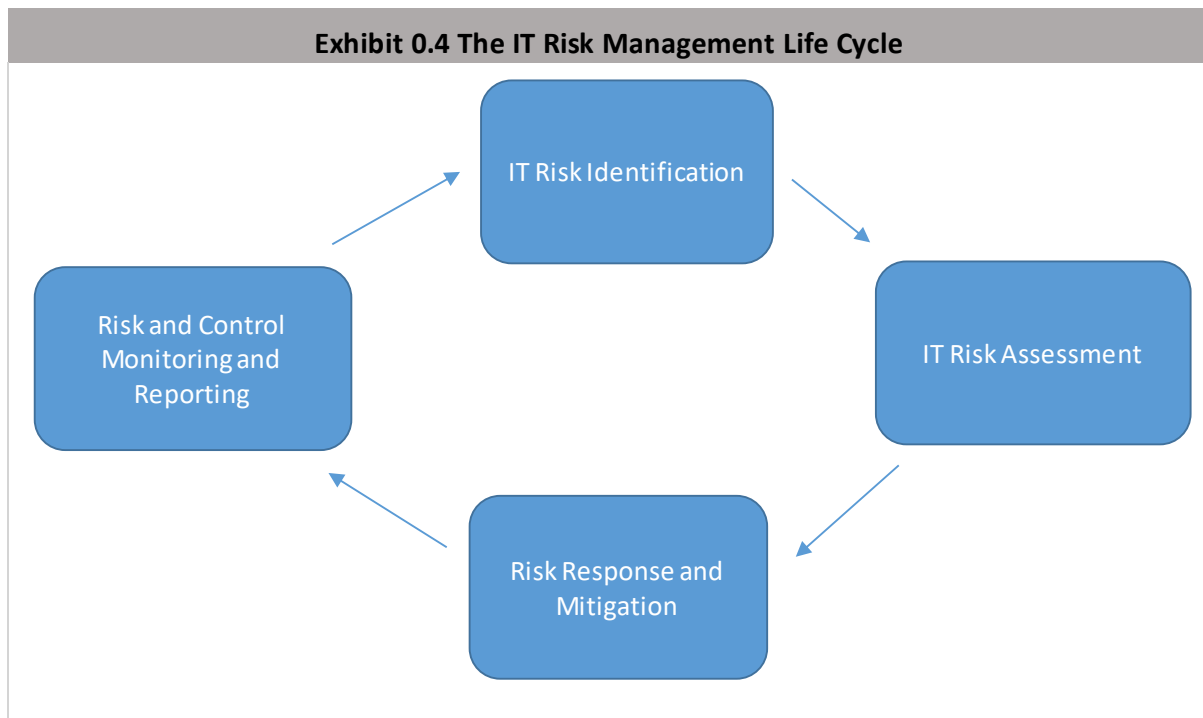 Exhibit 0.4 The IT Risk Management Life Cycle
IT Risk Identification
Risk and Control
Monitoring and
Reporting
IT Risk Assessment
Risk Response and
Mitigation